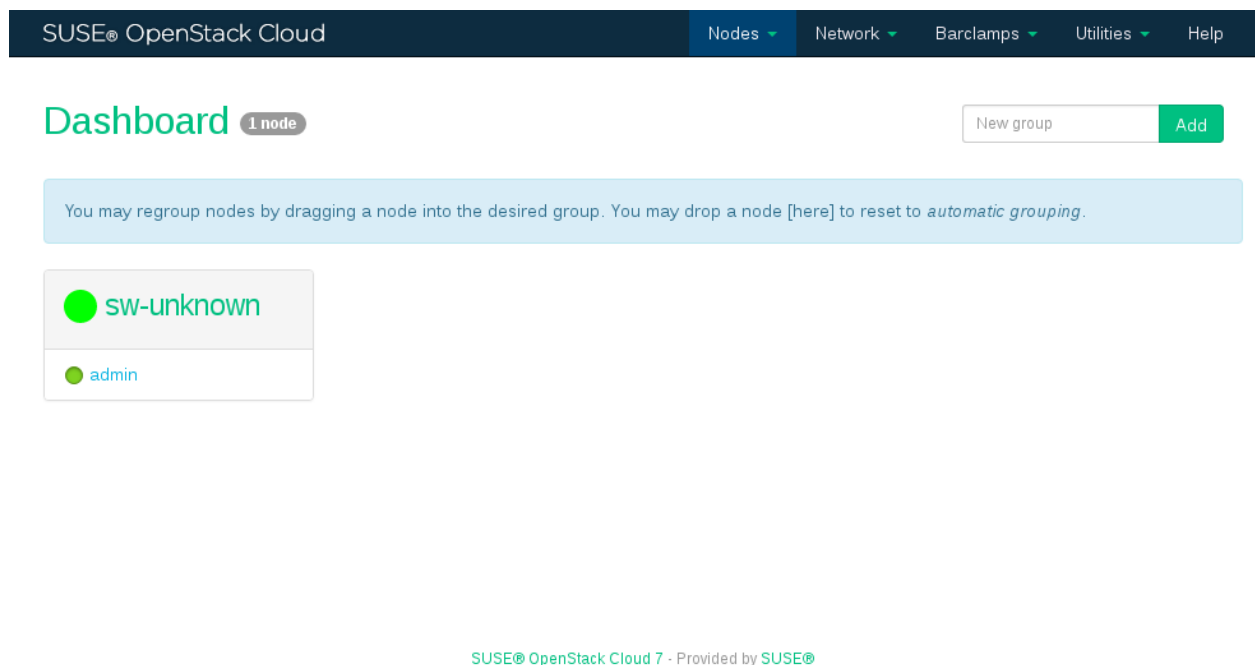 SUSE® OpenStack Cloud
Nodes
Network
Barclamps
Utilities
Help
Dashboard
1 node
New group
Add
You may regroup nodes by dragging a node into the desired group. You may drop a node [here] to reset to automatic grouping.
sw-unknown
admin
SUSE® OpenStack Cloud 7 - Provided by SUSE®